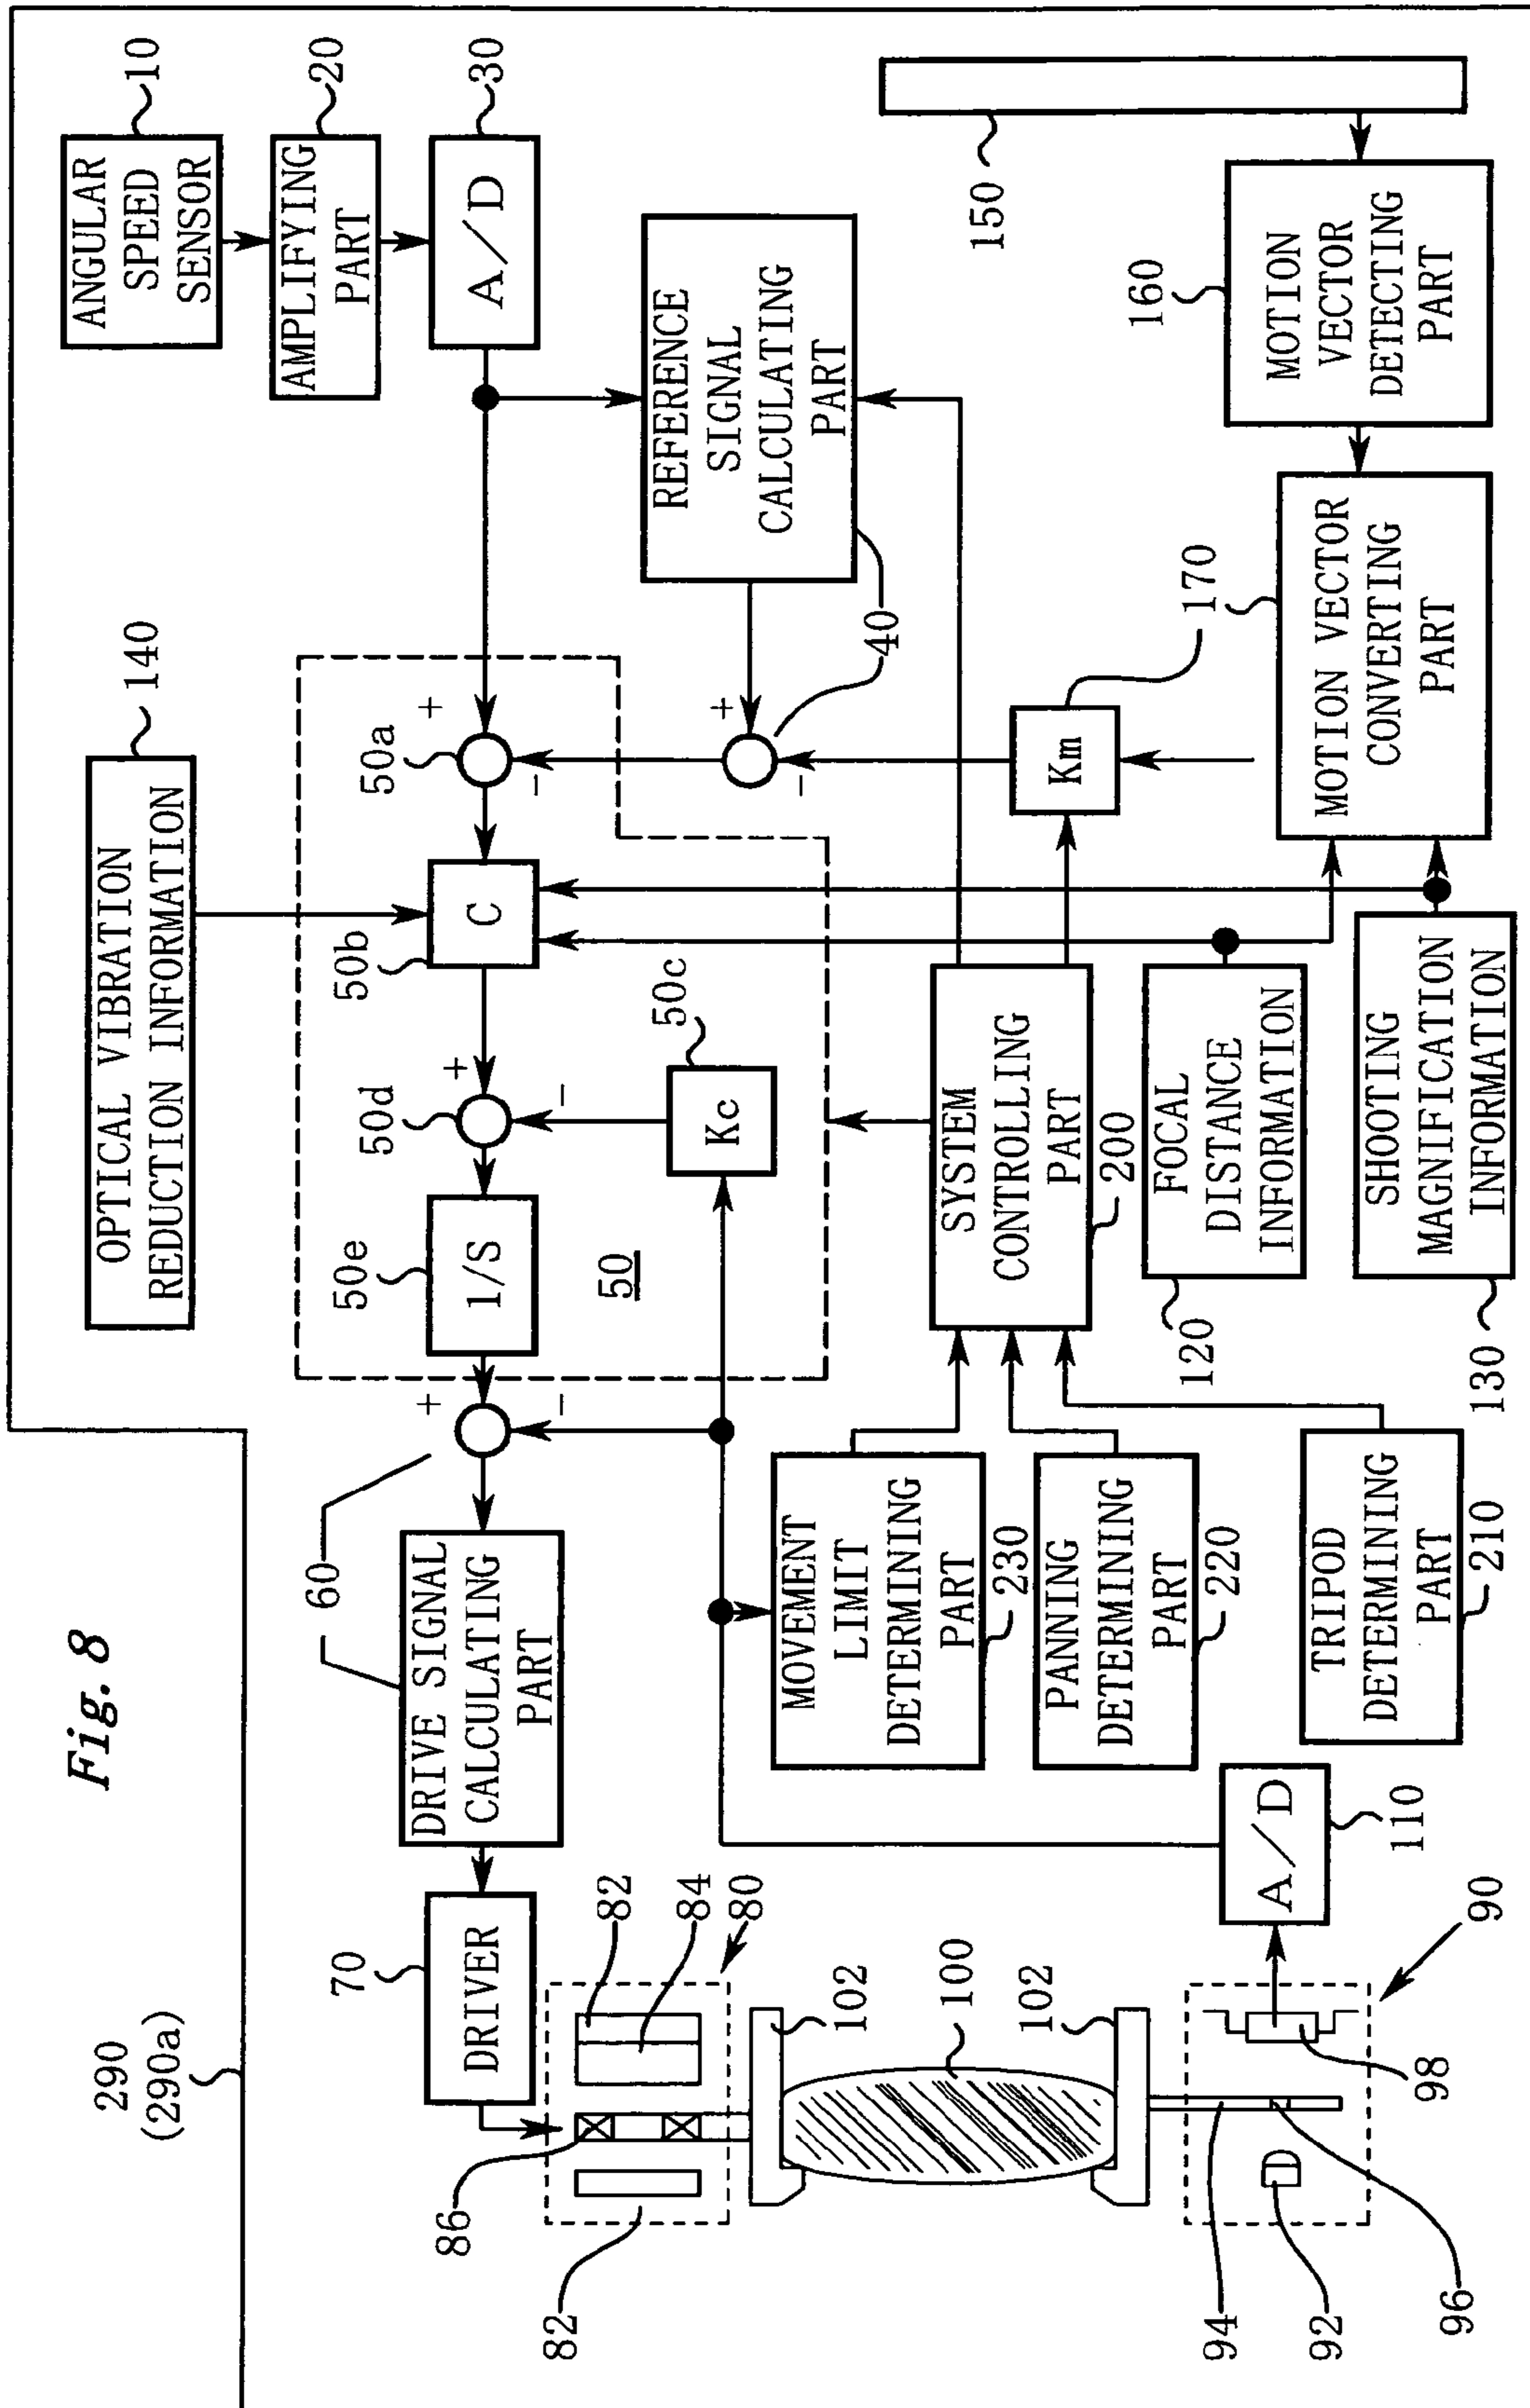 Fig. 8
290
(290a)
ANGULAR
SPEED
SENSOR
10
AMPLIFYING
PART
20
A/D
30
REFERENCE
SIGNAL
CALCULATING
PART
40
OPTICAL VIBRATION
REDUCTION INFORMATION
140
+
50a
-
C
50b
+
50d
-
Kc
50c
1/S
50e
50
+
-
+
-
60
DRIVE SIGNAL
CALCULATING
PART
DRIVER
70
82
84
80
86
82
102
100
102
90
98
94
92
96
A/D
110
MOVEMENT
LIMIT
DETERMINING
PART
230
PANNING
DETERMINING
PART
220
TRIPOD
DETERMINING
PART
210
SYSTEM
CONTROLLING
PART
200
FOCAL
DISTANCE
INFORMATION
120
SHOOTING
MAGNIFICATION
INFORMATION
130
Km
170
MOTION VECTOR
CONVERTING
PART
MOTION
VECTOR
DETECTING
PART
160
150